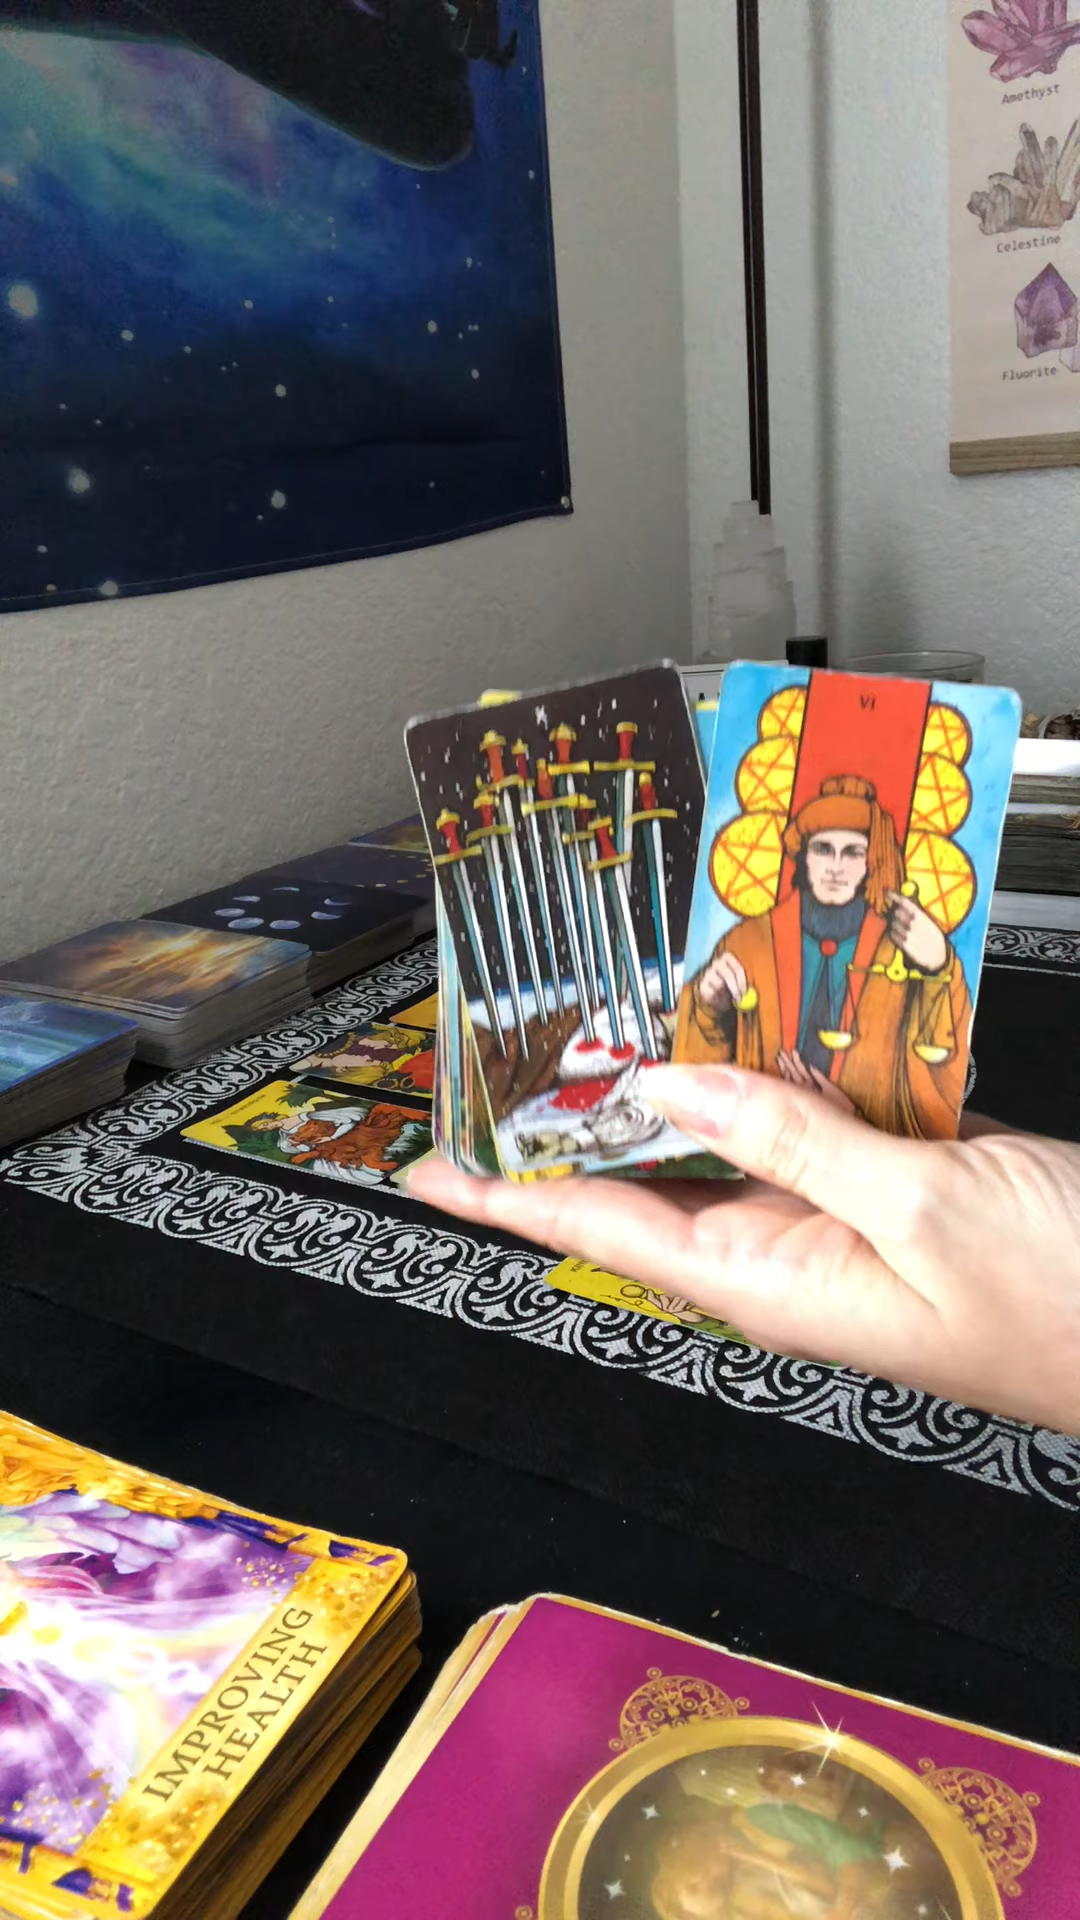 Amethyst
Celestine
Fluorite
X
VI
IMPROVING
HEALTH